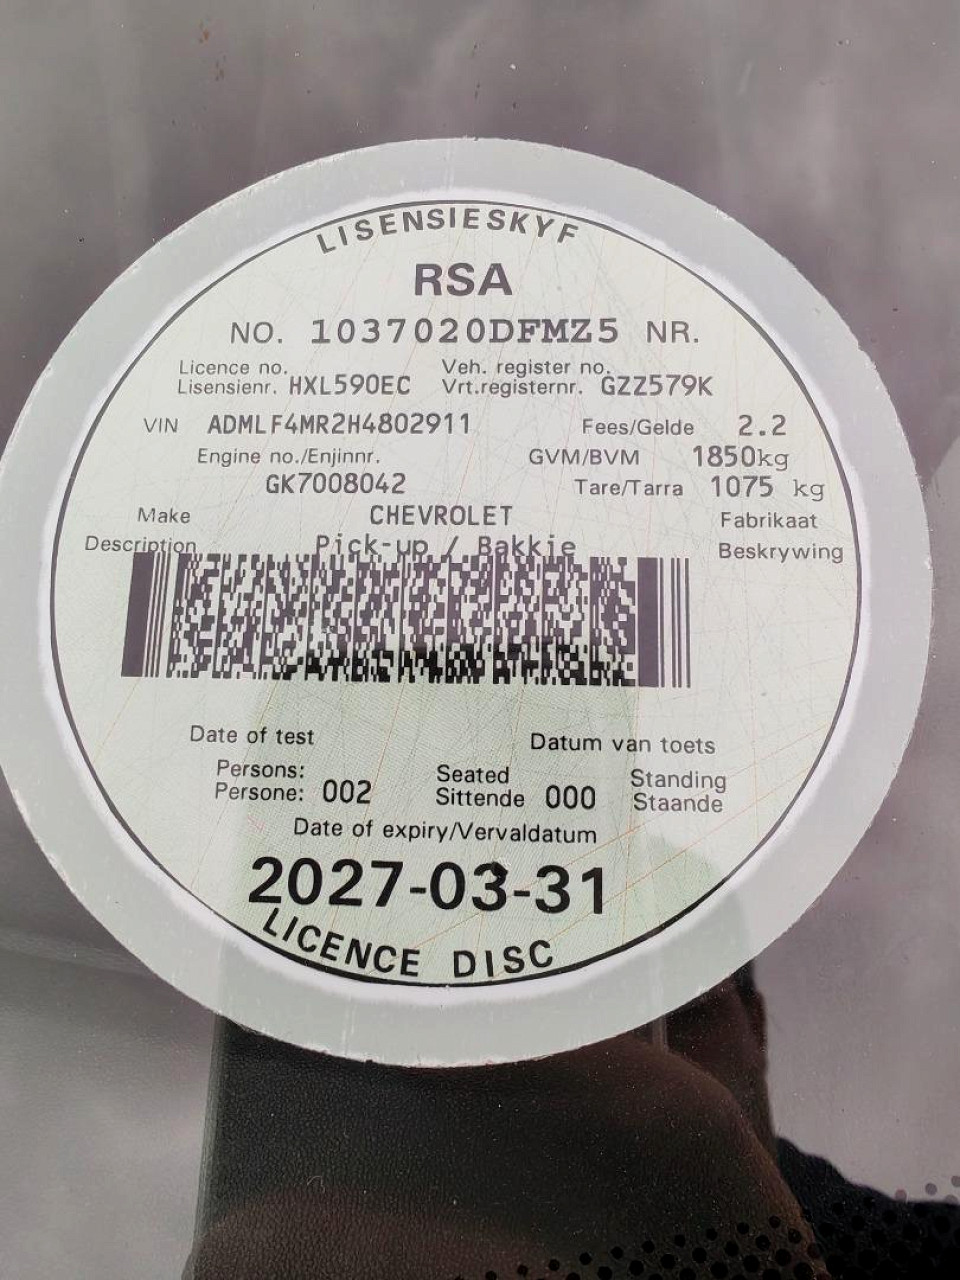 LISENSIESKYF
RSA
NO. 1037020DFMZ5 NR.
Licence no. Veh. register no.
Lisensienr. HXL590EC Vrt.registernr. GZZ579K
VIN ADMLF4MR2H4802911 Fees/Gelde 2.2
Engine no./Enjinnr. GVM/BVM 1850kg
GK7008042 Tare/Tarra 1075 kg
Make CHEVROLET Fabrikaat
Description Pick-up / Bakkie Beskrywing
Date of test Datum van toets
Persons: Seated Standing
Persone: 002 Sittende 000 Staande
Date of expiry/Vervaldatum
2027-03-31
LICENCE DISC